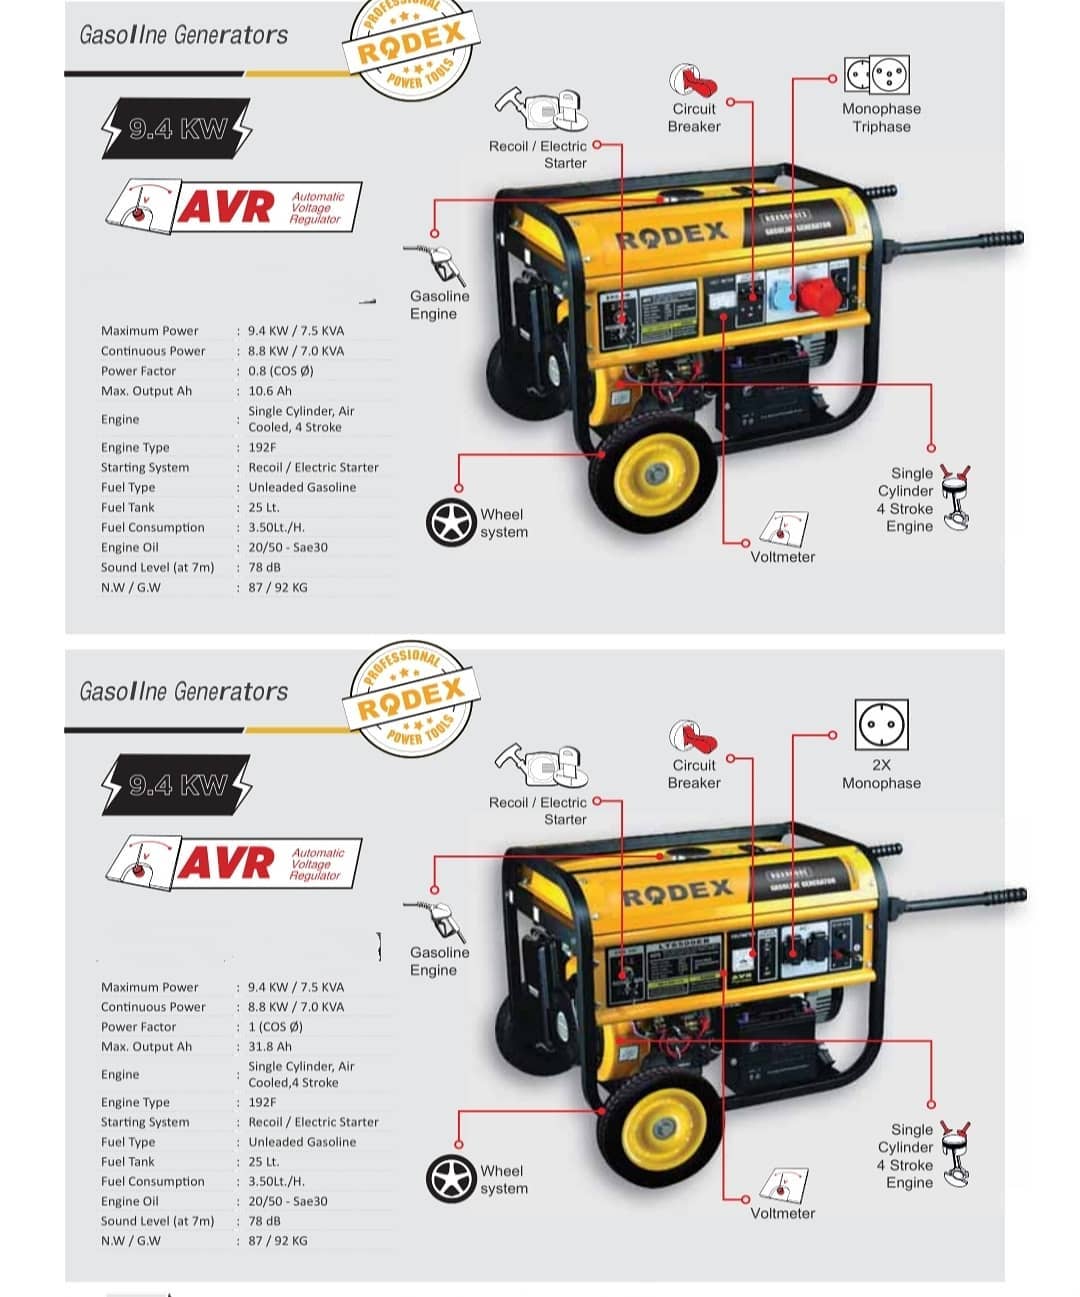 Gasoline Generators
PROFESSIONAL
RODEX
POWER TOOLS
9.4 KW
V
AVR
Automatic
Voltage
Regulator
Recoil / Electric
Starter
Circuit
Breaker
Monophase
Triphase
Gasoline
Engine
RODEX
GASOLINE GENERATOR
Maximum Power : 9.4 KW / 7.5 KVA
Continuous Power : 8.8 KW / 7.0 KVA
Power Factor : 0.8 (COS Ø)
Max. Output Ah : 10.6 Ah
Engine : Single Cylinder, Air
Cooled, 4 Stroke
Engine Type : 192F
Starting System : Recoil / Electric Starter
Fuel Type : Unleaded Gasoline
Fuel Tank : 25 Lt.
Fuel Consumption : 3.50Lt./H.
Engine Oil : 20/50 - Sae30
Sound Level (at 7m) : 78 dB
N.W / G.W : 87 / 92 KG
Wheel
system
Single
Cylinder
4 Stroke
Engine
Voltmeter
Gasoline Generators
PROFESSIONAL
RODEX
POWER TOOLS
9.4 KW
V
AVR
Automatic
Voltage
Regulator
Recoil / Electric
Starter
Circuit
Breaker
2X
Monophase
Gasoline
Engine
RODEX
GASOLINE GENERATOR
Maximum Power : 9.4 KW / 7.5 KVA
Continuous Power : 8.8 KW / 7.0 KVA
Power Factor : 1 (COS Ø)
Max. Output Ah : 31.8 Ah
Engine : Single Cylinder, Air
Cooled,4 Stroke
Engine Type : 192F
Starting System : Recoil / Electric Starter
Fuel Type : Unleaded Gasoline
Fuel Tank : 25 Lt.
Fuel Consumption : 3.50Lt./H.
Engine Oil : 20/50 - Sae30
Sound Level (at 7m) : 78 dB
N.W / G.W : 87 / 92 KG
Wheel
system
Single
Cylinder
4 Stroke
Engine
Voltmeter